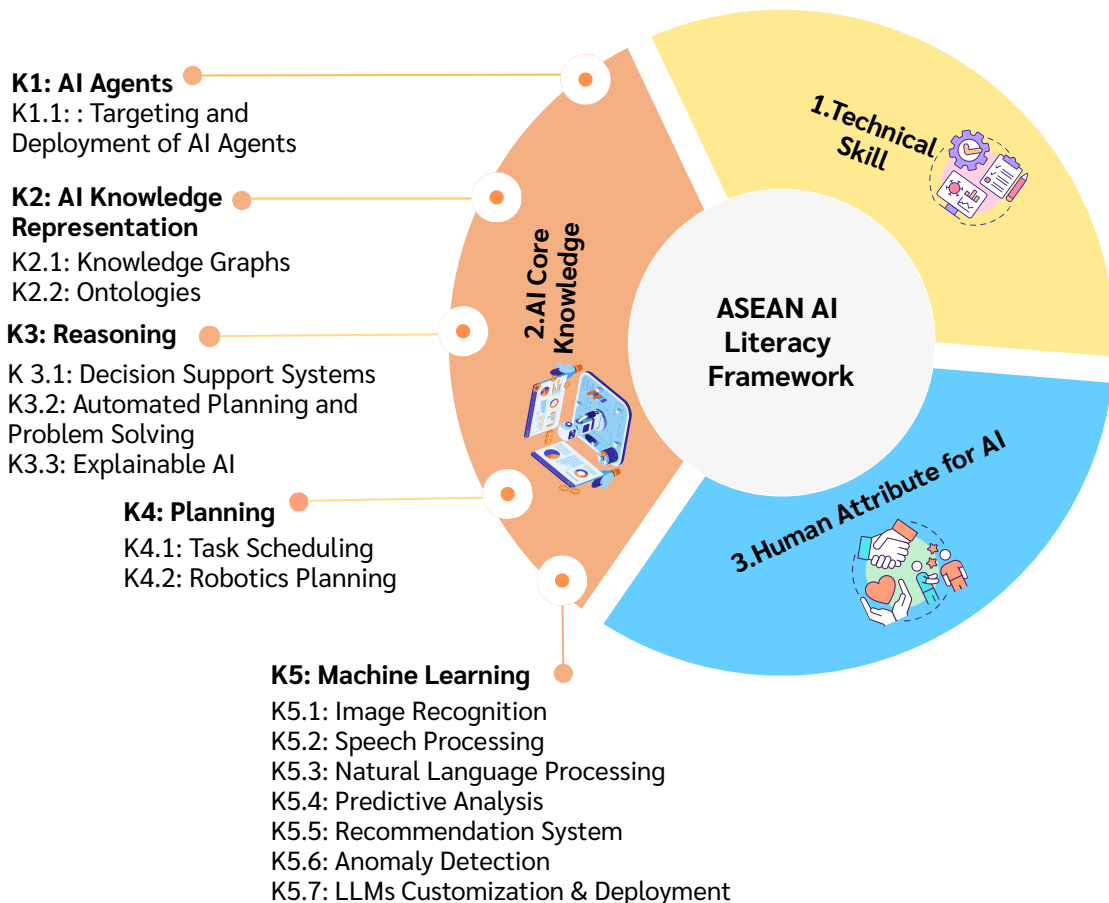 K1: AI Agents
K1.1: : Targeting and
Deployment of AI Agents
K2: AI Knowledge
Representation
K2.1: Knowledge Graphs
K2.2: Ontologies
K3: Reasoning
K 3.1: Decision Support Systems
K3.2: Automated Planning and
Problem Solving
K3.3: Explainable AI
K4: Planning
K4.1: Task Scheduling
K4.2: Robotics Planning
K5: Machine Learning
K5.1: Image Recognition
K5.2: Speech Processing
K5.3: Natural Language Processing
K5.4: Predictive Analysis
K5.5: Recommendation System
K5.6: Anomaly Detection
K5.7: LLMs Customization & Deployment
1.Technical
Skill
2.AI Core
Knowledge
ASEAN AI
Literacy
Framework
3.Human Attribute for AI